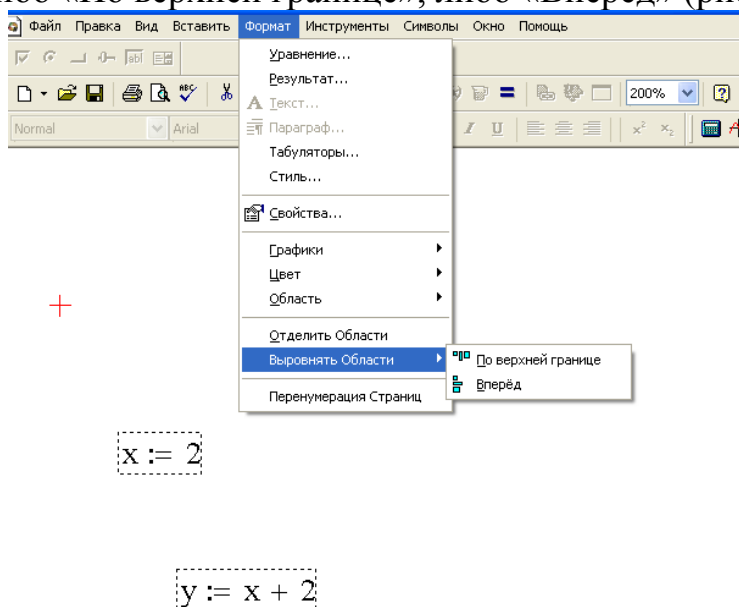 либо «По верхней границе», либо «Вперед» (рис
Файл Правка Вид Вставить Формат Инструменты Символы Окно Помощь
Уравнение...
Результат...
Текст...
200%
Normal Arial
Параграф...
Табуляторы...
Стиль...
Свойства...
Графики
Цвет
Область
Отделить Области
Выровнять Области
По верхней границе
Вперёд
Перенумерация Страниц
x := 2
y := x + 2